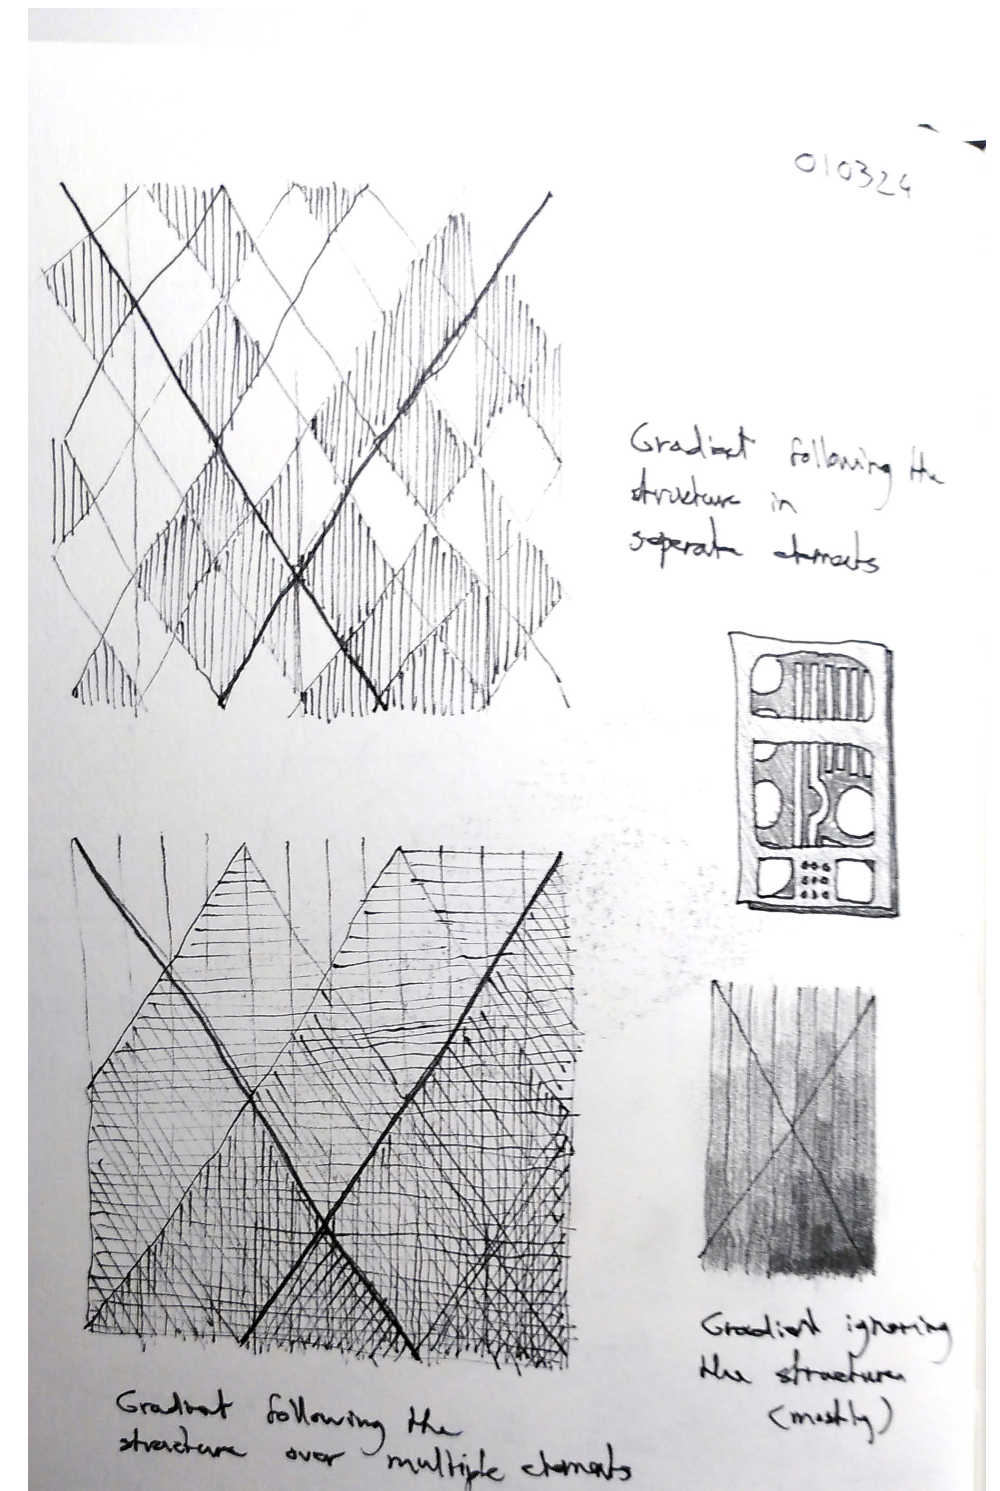 010324
Gradient following the
structure in
seperate elements
Gradient ignoring
the structure
(mostly)
Gradient following the
structure over multiple elements